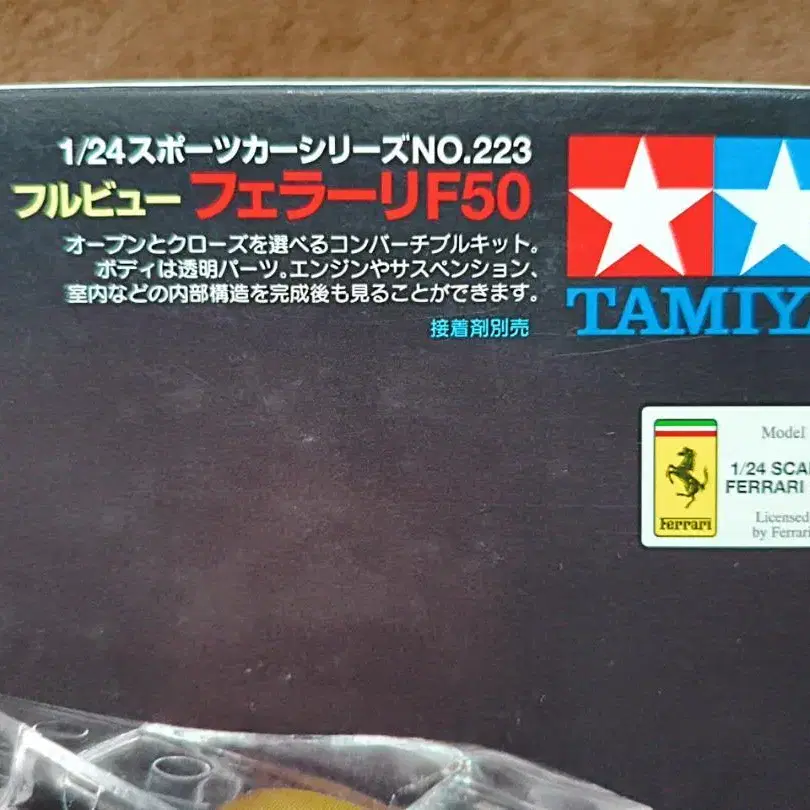 1/24スポーツカーシリーズNO.223
フルビュー フェラーリF50
オープンとクローズを選べるコンバーチブルキット。
ボディは透明パーツ。エンジンやサスペンション、
室内などの内部構造を完成後も見ることができます。
接着剤別売
TAMIY
Model
1/24 SCA
FERRARI
Licensed
by Ferrari
Ferrari